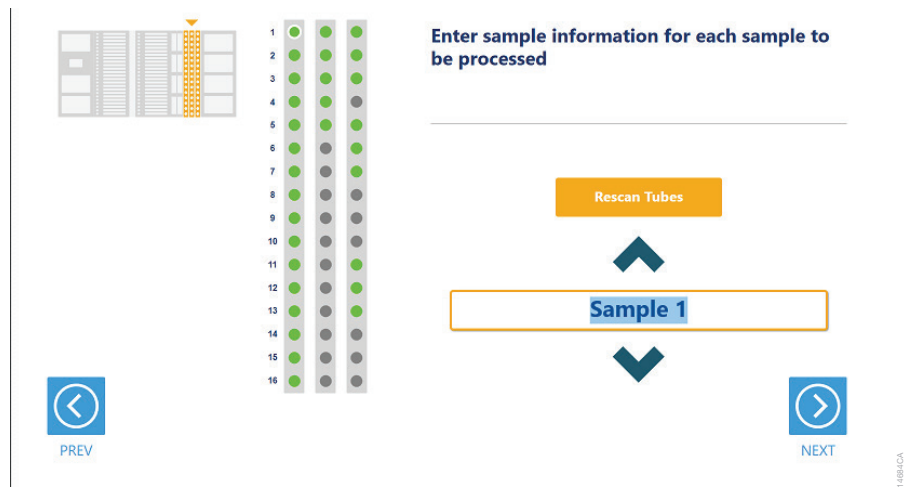 1
2
3
4
5
6
7
8
9
10
11
12
13
14
15
16
Enter sample information for each sample to
be processed
Rescan Tubes
Sample 1
PREV
NEXT
14684CA